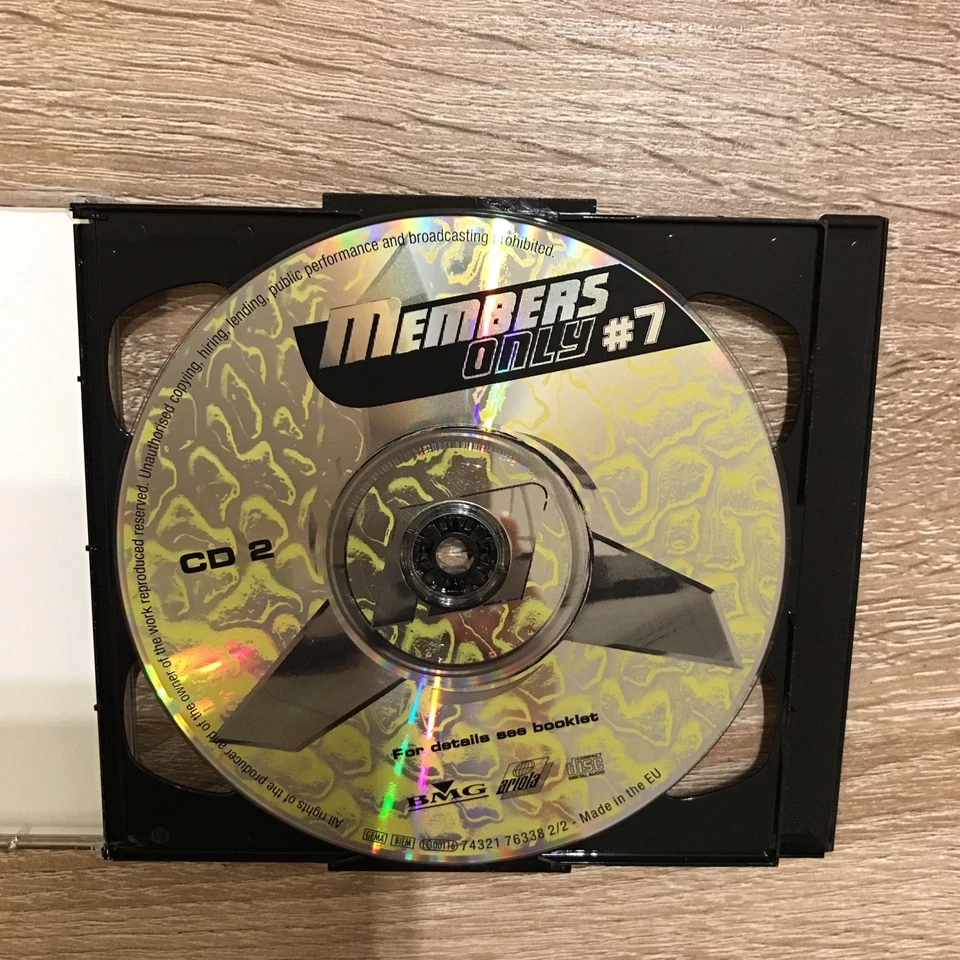 All rights of the producer and of the owner of the work reproduced reserved. Unauthorised copying, hiring, lending, public performance and broadcasting prohibited.
MEMBERS
ONLY #7
CD 2
For details see booklet
BMG ariola COMPACT disc DIGITAL AUDIO
GEMA BIEM LC 00116 74321 76338 2/2 - Made in the EU